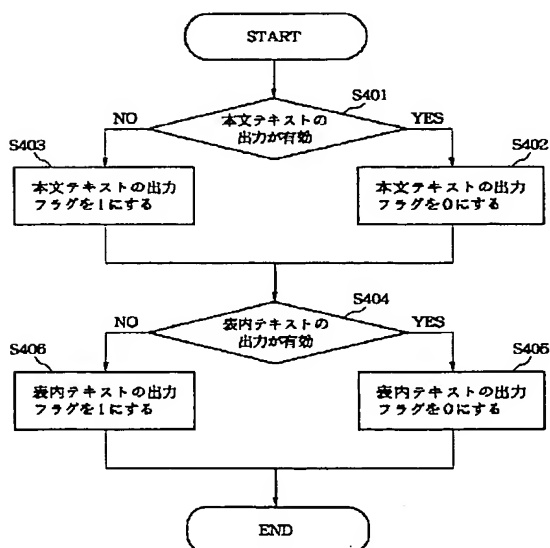 START
S401
NO
本文テキストの
出力が有効
YES
S403
本文テキストの出力
フラグを1にする
S402
本文テキストの出力
フラグを0にする
S404
NO
表内テキストの
出力が有効
YES
S406
表内テキストの出力
フラグを1にする
S405
表内テキストの出力
フラグを0にする
END